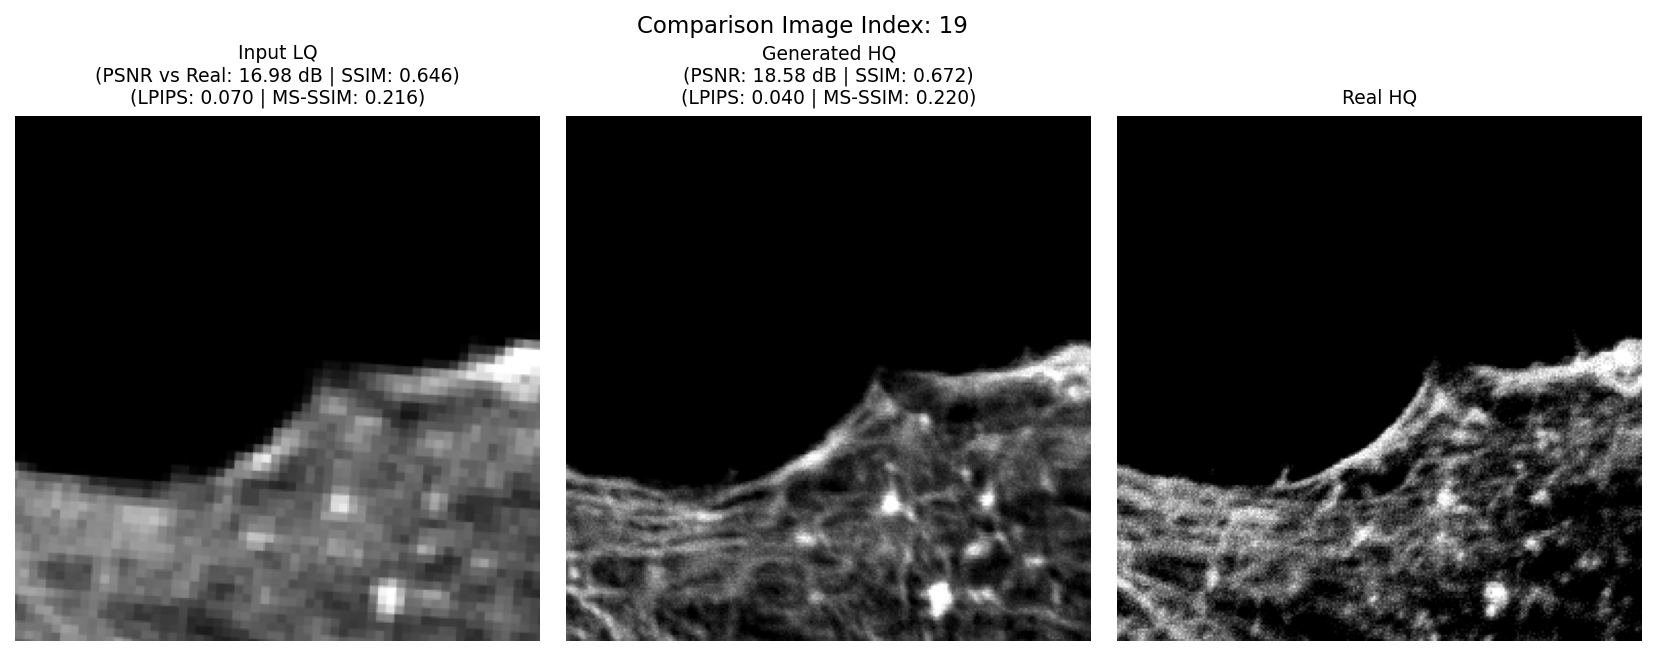 Comparison Image Index: 19
Input LQ
(PSNR vs Real: 16.98 dB | SSIM: 0.646)
(LPIPS: 0.070 | MS-SSIM: 0.216)
Generated HQ
(PSNR: 18.58 dB | SSIM: 0.672)
(LPIPS: 0.040 | MS-SSIM: 0.220)
Real HQ